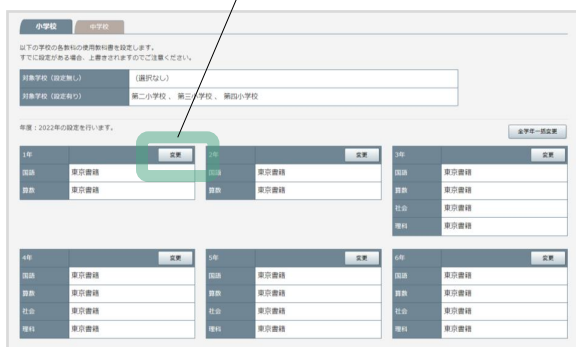 小学校 中学校
以下の学校の各教科の使用教科書を設定します。
すでに設定がある場合、上書きされますのでご注意ください。
対象学校（設定無し） （選択なし）
対象学校（設定有り） 第二小学校 、 第三小学校 、 第四小学校
年度：2022年の設定を行います。
全学年一括変更
1年 変更 2年 変更 3年 変更
国語 東京書籍 国語 東京書籍 国語 東京書籍
算数 東京書籍 算数 東京書籍 算数 東京書籍
社会 東京書籍
理科 東京書籍
4年 変更 5年 変更 6年 変更
国語 東京書籍 国語 東京書籍 国語 東京書籍
算数 東京書籍 算数 東京書籍 算数 東京書籍
社会 東京書籍 社会 東京書籍 社会 東京書籍
理科 東京書籍 理科 東京書籍 理科 東京書籍